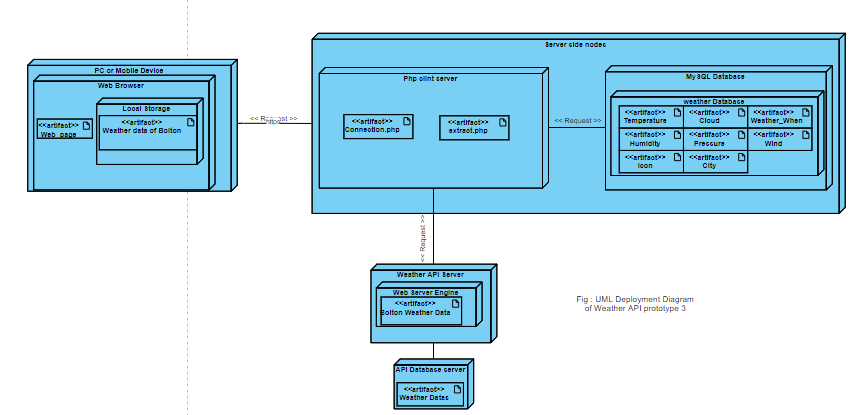 Server side nodes
PC or Mobile Device
Web Browser
Local Storage
<<artifact>>
Web_page
<<artifact>>
Weather data of Bolton
<< Request >>
Php clint server
<<artifact>>
Connection.php
<<artifact>>
extract.php
<< Request >>
MySQL Database
weather Database
<<artifact>>
Temperature
<<artifact>>
Cloud
<<artifact>>
Weather_When
<<artifact>>
Humidity
<<artifact>>
Pressure
<<artifact>>
Wind
<<artifact>>
Icon
<<artifact>>
City
<< Request >>
Weather API Server
Web Server Engine
<<artifact>>
Bolton Weather Data
API Database server
<<artifact>>
Weather Datas
Fig : UML Deployment Diagram
of Weather API prototype 3